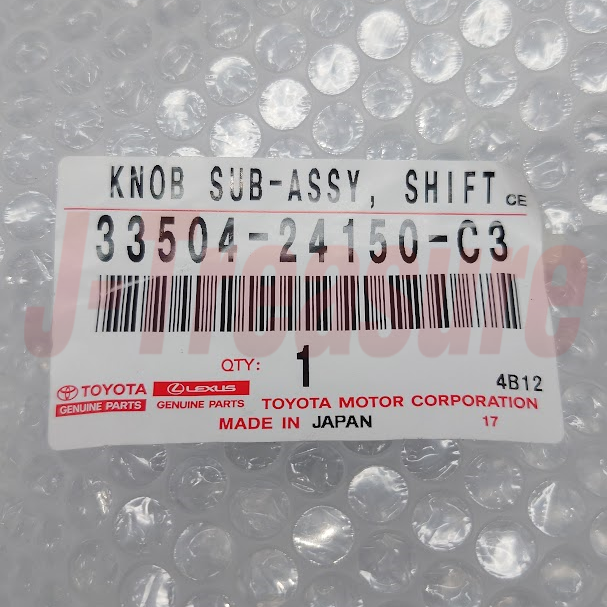 KNOB SUB-ASSY, SHIFT CE
33504-24150-C3
J-Treasure
QTY: 1
TOYOTA LEXUS 4B12
GENUINE PARTS GENUINE PARTS TOYOTA MOTOR CORPORATION
MADE IN JAPAN 17